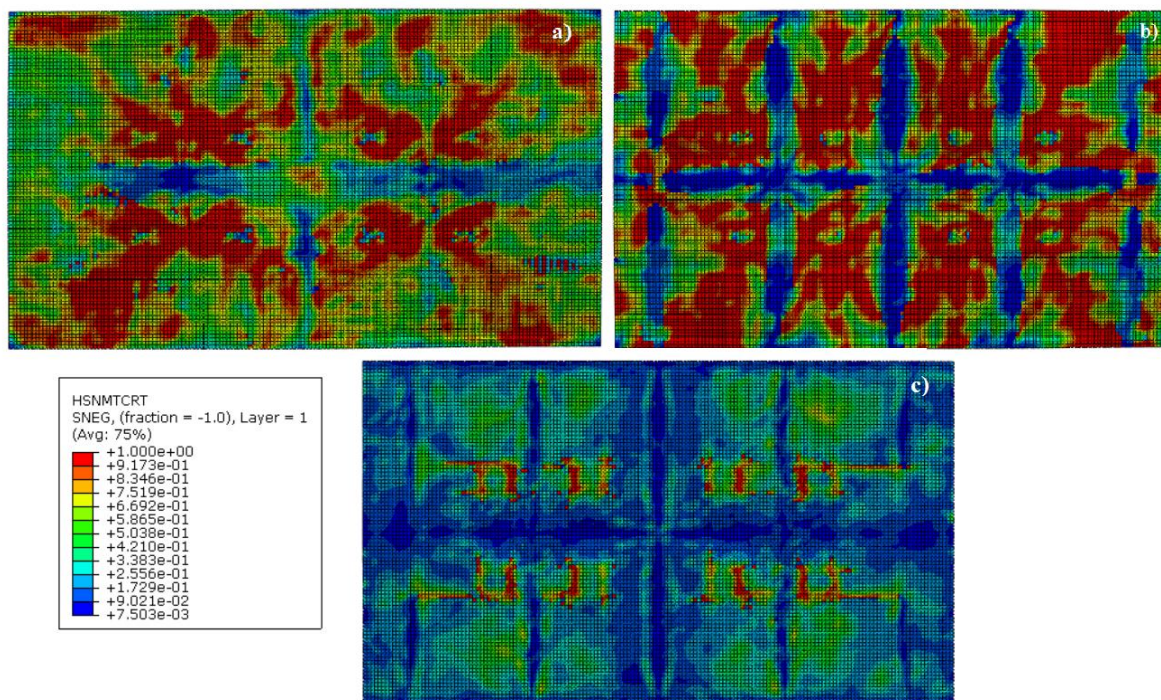 a)
b)
c)
HSNMTCRT
SNEG, (fraction = -1.0), Layer = 1
(Avg: 75%)
+1.000e+00
+9.173e-01
+8.346e-01
+7.519e-01
+6.692e-01
+5.865e-01
+5.038e-01
+4.210e-01
+3.383e-01
+2.556e-01
+1.729e-01
+9.021e-02
+7.503e-03